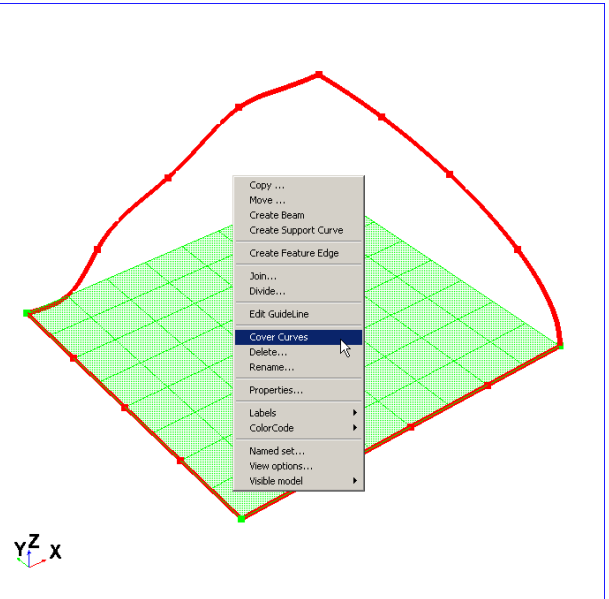 Copy ...
Move ...
Create Beam
Create Support Curve
Create Feature Edge
Join...
Divide...
Edit GuideLine
Cover Curves
Delete...
Rename...
Properties...
Labels
ColorCode
Named set...
View options...
Visible model
Y Z X